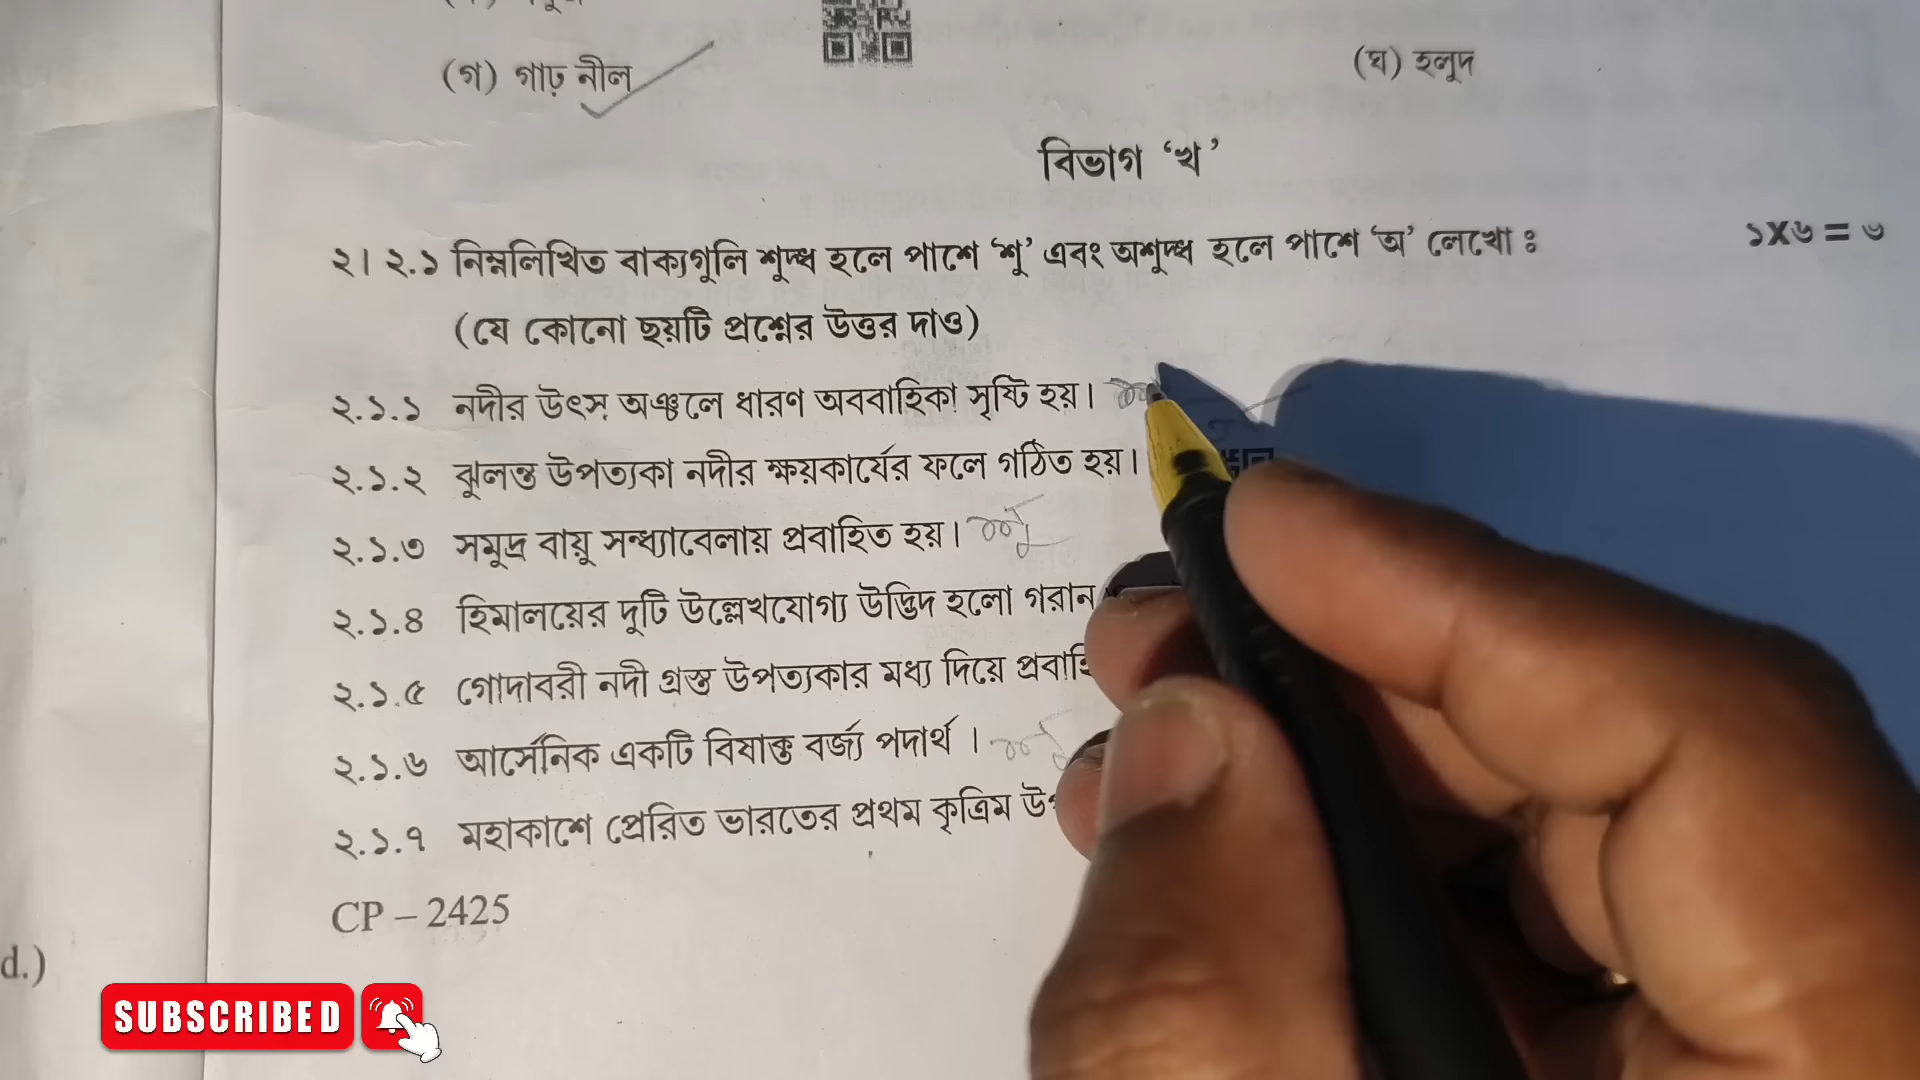 (গ) গাঢ় নীল
(ঘ) হলুদ
বিভাগ ‘খ’
২। ২.১ নিম্নলিখিত বাক্যগুলি শুদ্ধ হলে পাশে ‘শু’ এবং অশুদ্ধ হলে পাশে ‘অ’ লেখো ঃ ১X৬ = ৬
(যে কোনো ছয়টি প্রশ্নের উত্তর দাও)
২.১.১ নদীর উৎস অঞ্চলে ধারণ অববাহিকা সৃষ্টি হয়।
২.১.২ ঝুলন্ত উপত্যকা নদীর ক্ষয়কার্যের ফলে গঠিত হয়।
২.১.৩ সমুদ্র বায়ু সন্ধ্যাবেলায় প্রবাহিত হয়। শু
২.১.৪ হিমালয়ের দুটি উল্লেখযোগ্য উদ্ভিদ হলো গরান
২.১.৫ গোদাবরী নদী গ্রস্ত উপত্যকার মধ্য দিয়ে
২.১.৬ আর্সেনিক একটি বিষাক্ত বর্জ্য পদার্থ । শু
২.১.৭ মহাকাশে প্রেরিত ভারতের প্রথম কৃত্রিম
CP – 2425
d.)
SUBSCRIBED